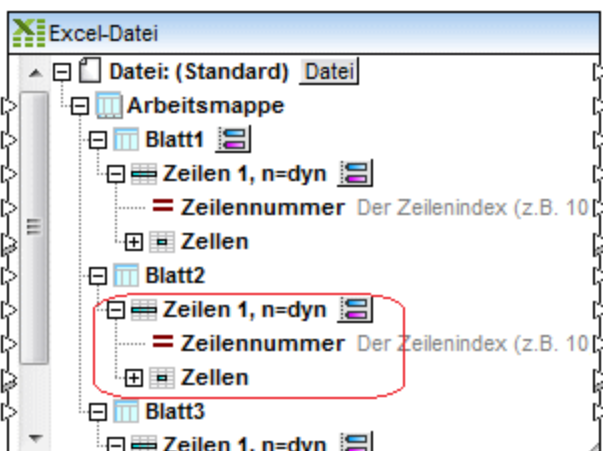 Excel-Datei
Datei: (Standard) Datei
Arbeitsmappe
Blatt1
Zeilen 1, n=dyn
Zeilennummer Der Zeilenindex (z.B. 10
Zellen
Blatt2
Zeilen 1, n=dyn
Zeilennummer Der Zeilenindex (z.B. 10
Zellen
Blatt3
Zeilen 1, n=dyn